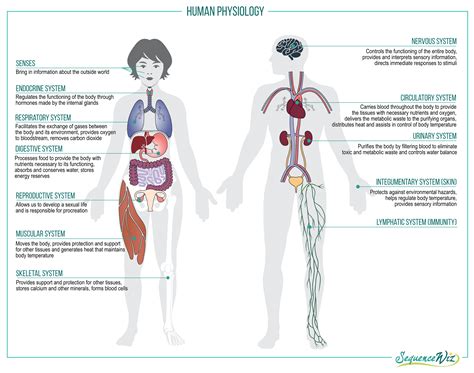 HUMAN PHYSIOLOGY
SENSES
Bring in information about the outside world
ENDOCRINE SYSTEM
Regulates the functioning of the body through
hormones made by the internal glands
RESPIRATORY SYSTEM
Facilitates the exchange of gases between
the body and its environment, provides oxygen
to bloodstream, removes carbon dioxide
DIGESTIVE SYSTEM
Processes food to provide the body with
necessary nutrients for its functioning,
absorbs and conserves water, stores
energy reserves
REPRODUCTIVE SYSTEM
Allows us to develop a sexual life
and is responsible for procreation
MUSCULAR SYSTEM
Moves the body, provides protection and support
for other tissues and generates heat that maintains
body temperature
SKELETAL SYSTEM
Provides support and protection for other tissues,
stores calcium and other minerals, forms blood cells
NERVOUS SYSTEM
Controls the functioning of the entire body,
provides and interprets sensory information,
directs immediate responses to stimuli
CIRCULATORY SYSTEM
Carries blood throughout the body to provide
the tissues with necessary nutrients and oxygen,
delivers the metabolic waste to the purifying organs,
distributes heat and assists in control of body temperature
URINARY SYSTEM
Purifies the body by filtering blood to eliminate
toxic and metabolic waste and controls water balance
INTEGUMENTARY SYSTEM (SKIN)
Protects against environmental hazards,
helps regulate body temperature,
provides sensory information
LYMPHATIC SYSTEM (IMMUNITY)
SequenceWiz